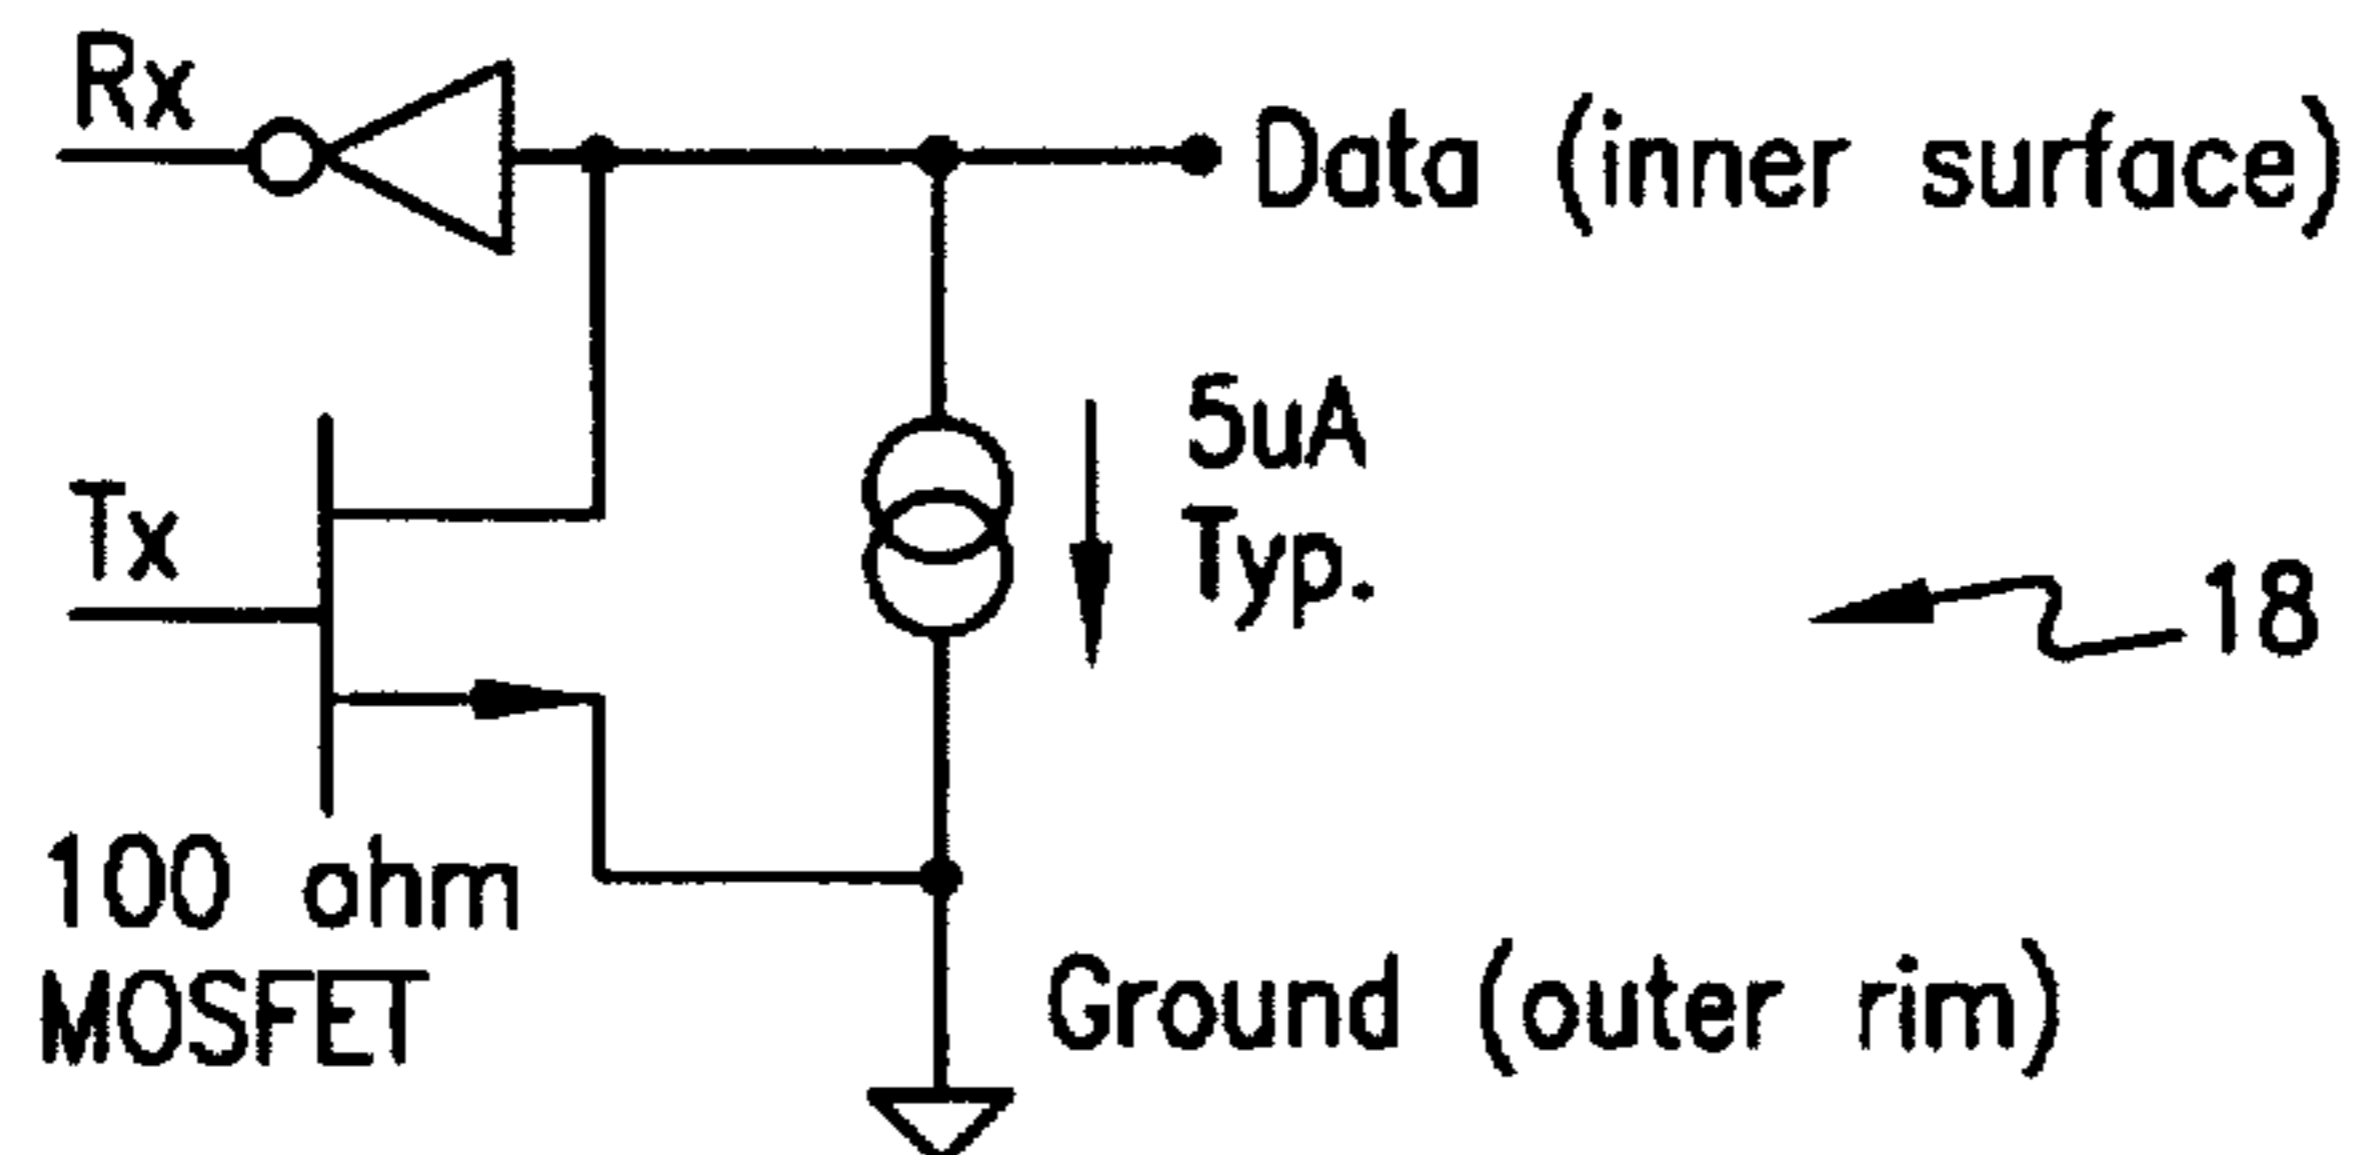 Rx
Data (inner surface)
5uA
Typ.
Tx
18
100 ohm
MOSFET
Ground (outer rim)